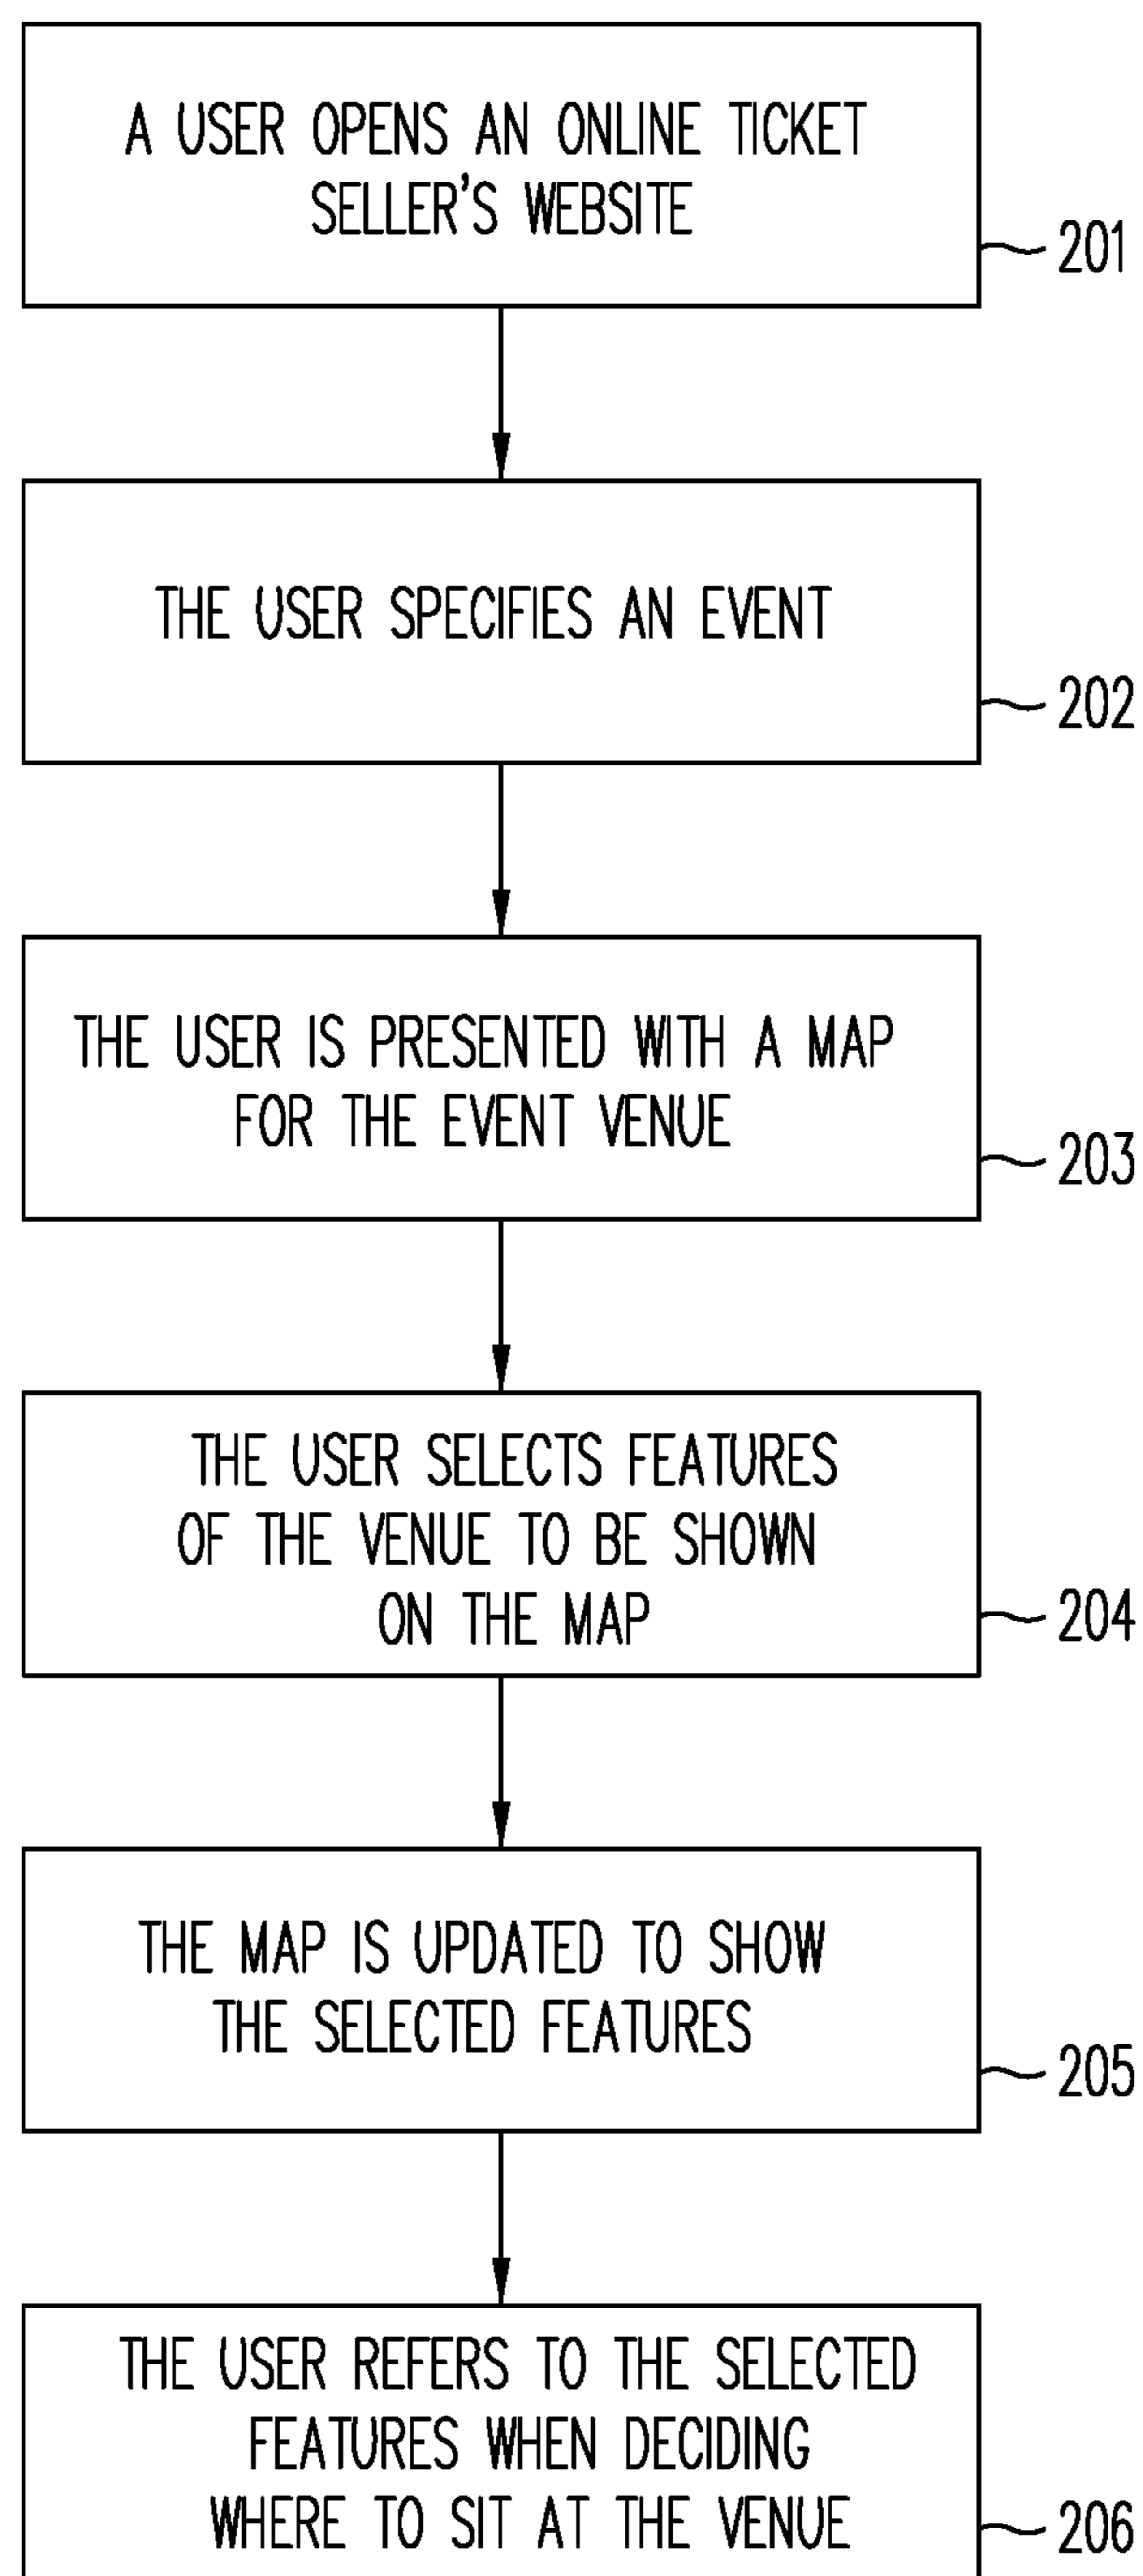 A USER OPENS AN ONLINE TICKET
SELLER'S WEBSITE
201
THE USER SPECIFIES AN EVENT
202
THE USER IS PRESENTED WITH A MAP
FOR THE EVENT VENUE
203
THE USER SELECTS FEATURES
OF THE VENUE TO BE SHOWN
ON THE MAP
204
THE MAP IS UPDATED TO SHOW
THE SELECTED FEATURES
205
THE USER REFERS TO THE SELECTED
FEATURES WHEN DECIDING
WHERE TO SIT AT THE VENUE
206